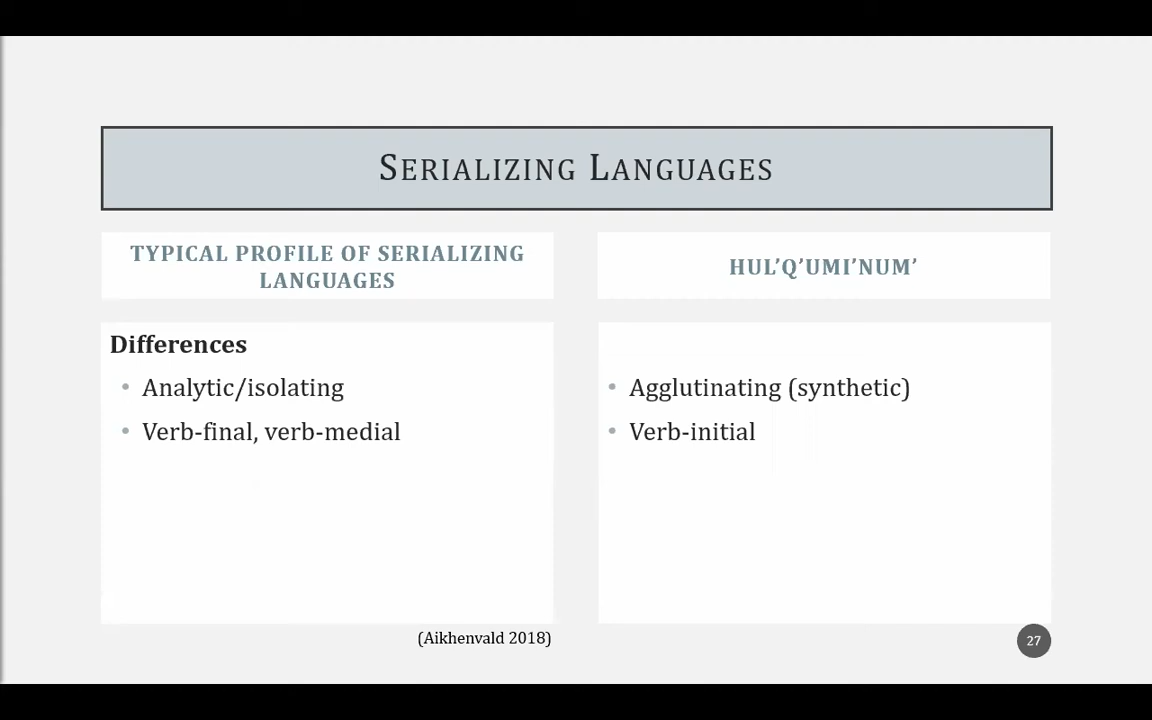 SERIALIZING LANGUAGES
TYPICAL PROFILE OF SERIALIZING
LANGUAGES
HUL’Q’UMI’NUM’
Differences
• Analytic/isolating
• Verb-final, verb-medial
• Agglutinating (synthetic)
• Verb-initial
(Aikhenvald 2018)
27